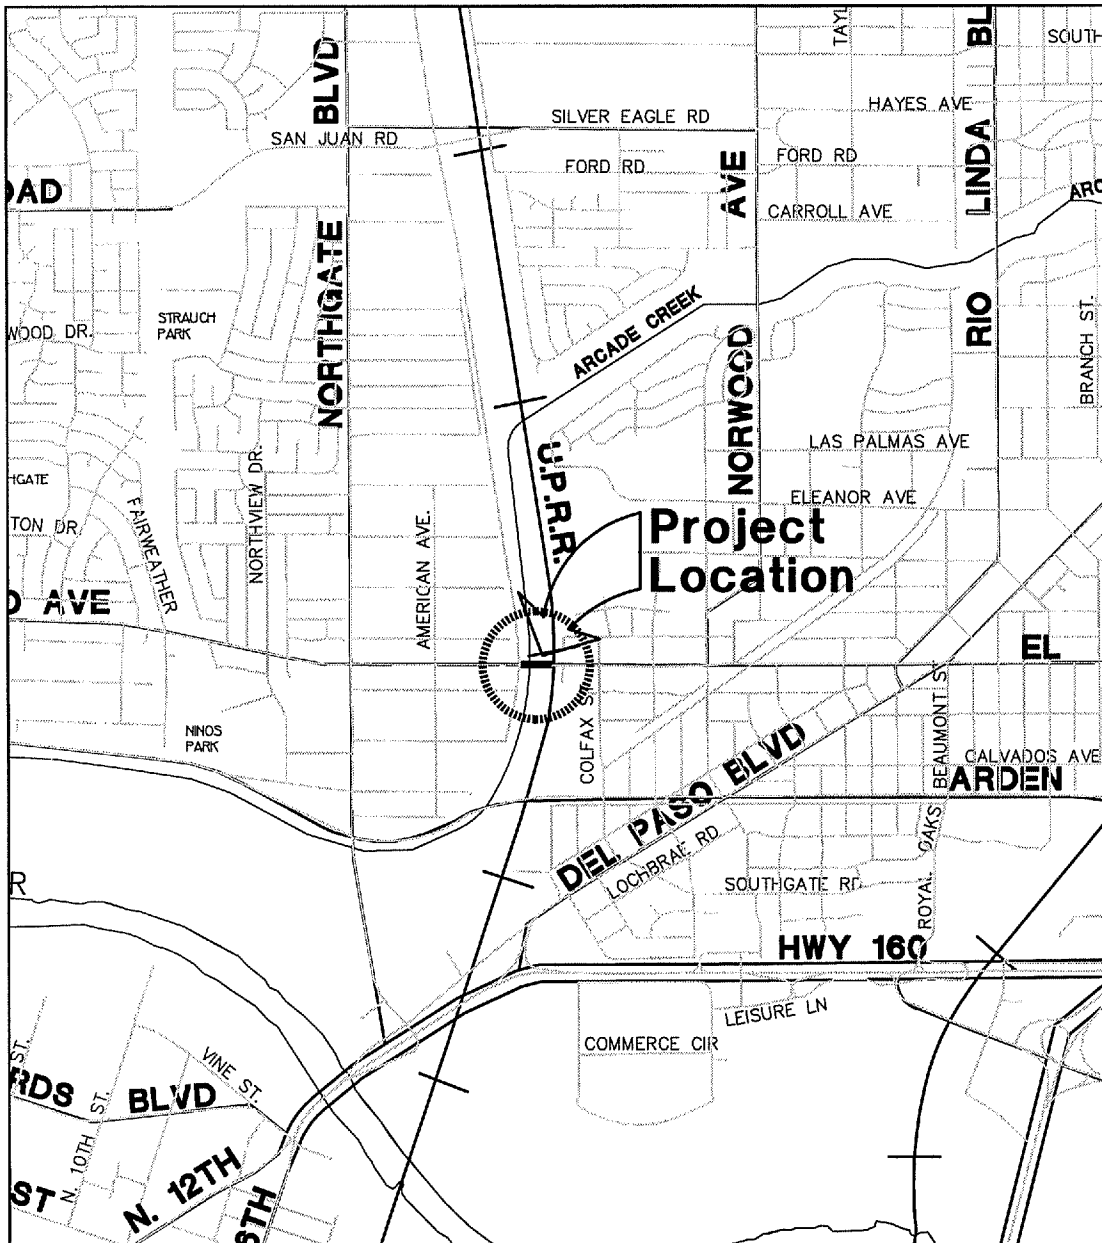 BLVD
TAYL
BL
SOUTH
HAYES AVE
SILVER EAGLE RD
SAN JUAN RD
LINDA
FORD RD
FORD RD
AVE
OAD
ARC
CARROLL AVE
NORTHGATE
STRAUCH
PARK
WOOD DR.
ARCADE CREEK
RIO
BRANCH ST.
NORWOOD
LAS PALMAS AVE
HGATE
NORTHVIEW DR.
U.P.R.R.
ELEANOR AVE
TON DR.
FAIRWEATHER
AMERICAN AVE.
Project
Location
D AVE
EL
COLFAX S
BEAUMONT ST
NINOS
PARK
DEL PASO BLVD
CALVADOS AVE
ARDEN
LOCHBRAE RD
ROYAL OAKS
R
SOUTHGATE RD
HWY 160
LEISURE LN
COMMERCE CIR
ST.
VINE ST.
RDS BLVD
N. 10TH ST.
N. 12TH
ST
6TH